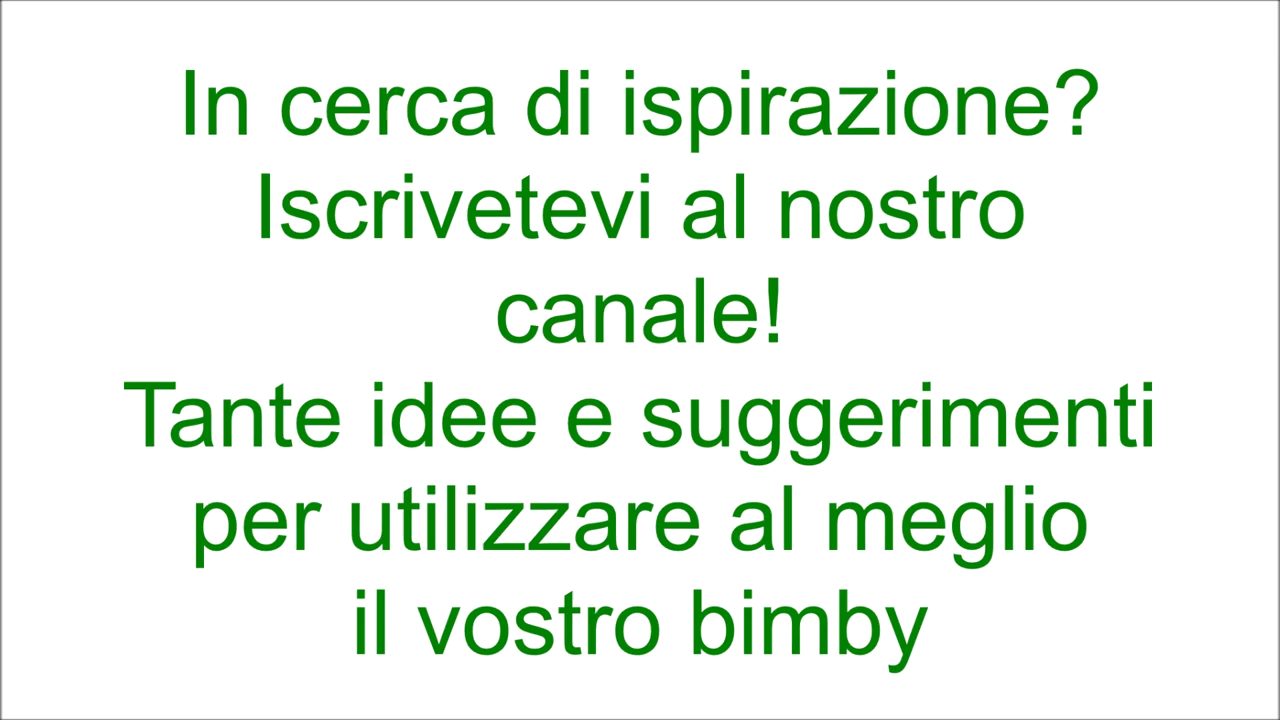 In cerca di ispirazione?
Iscrivetevi al nostro
canale!
Tante idee e suggerimenti
per utilizzare al meglio
il vostro bimby